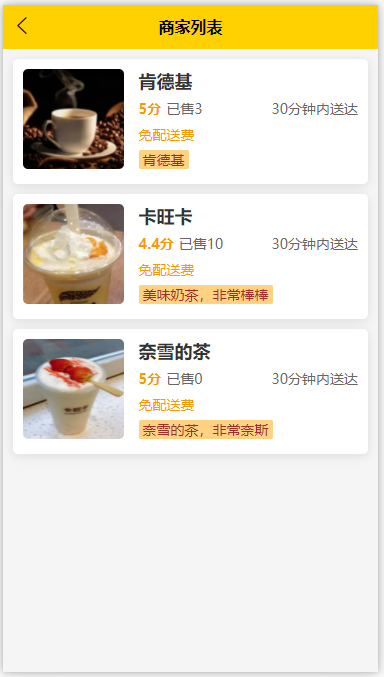 商家列表
肯德基
5分 已售3 30分钟内送达
免配送费
肯德基
卡旺卡
4.4分 已售10 30分钟内送达
免配送费
美味奶茶，非常棒棒
奈雪的茶
5分 已售0 30分钟内送达
免配送费
奈雪的茶，非常奈斯